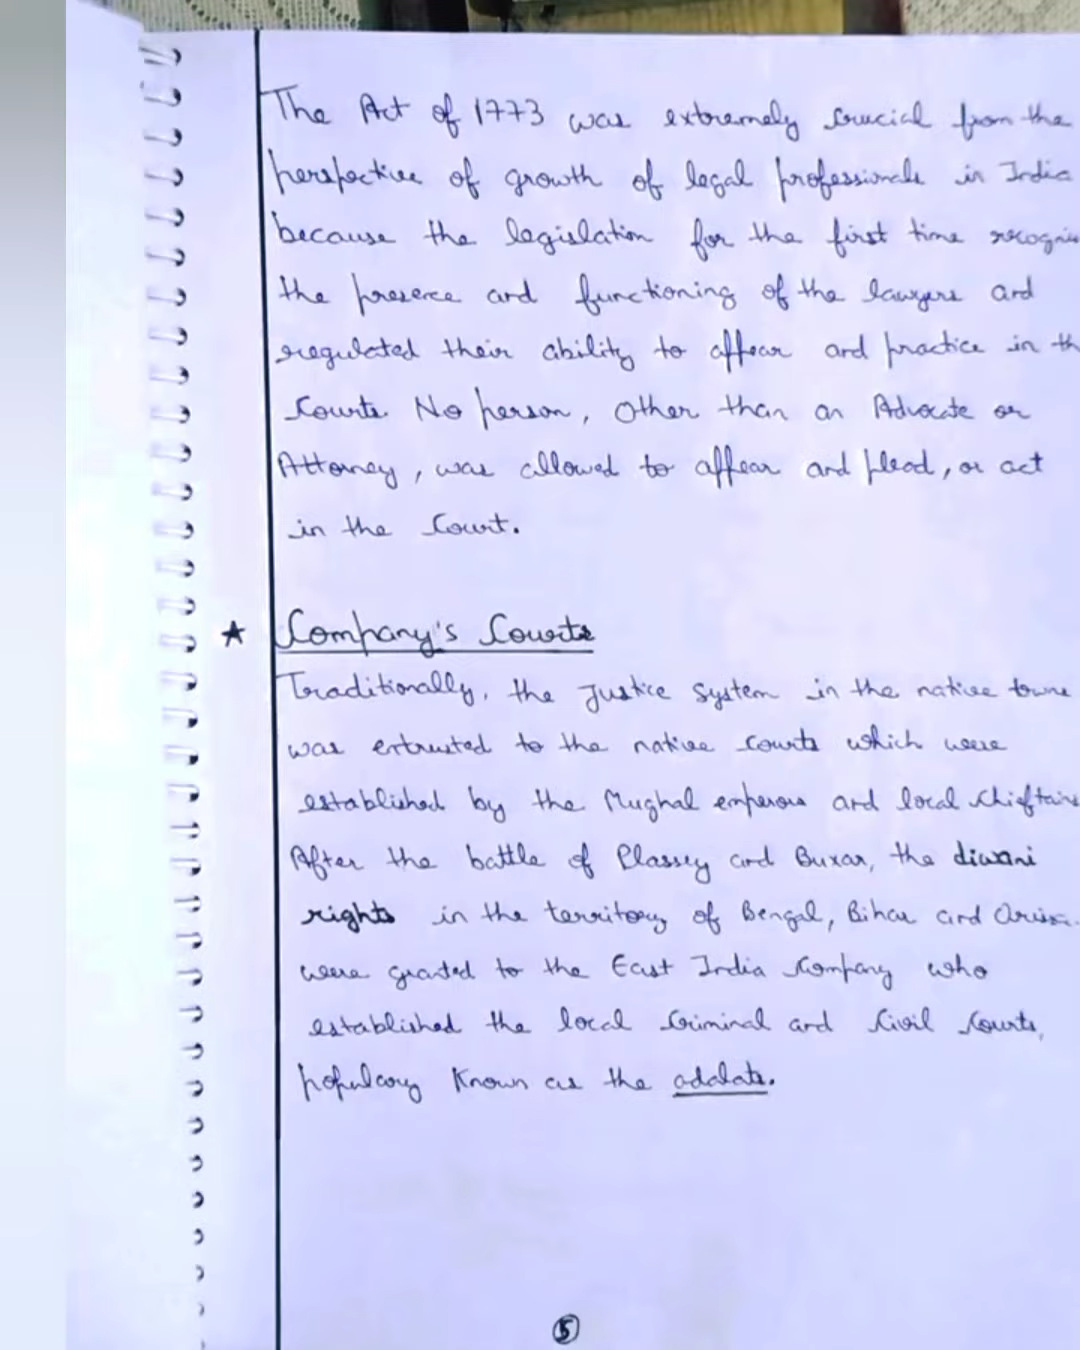 The Act of 1773 was extremely crucial from the
perspective of growth of legal professionals in India
because the legislation for the first time recognis
the presence and functioning of the lawyers and
regulated their ability to appear and practice in th
Courts. No person, Other than an Advocate or
Attorney, was allowed to appear and plead, or act
in the Court.
★ Company's Courts
Traditionally, the Justice System in the native towns
was entrusted to the native courts which were
established by the Mughal emperors and local Chieftains
After the battle of Plassey and Buxar, the diwani
rights in the territory of Bengal, Bihar and Orissa.
were granted to the East India Company who
established the local Criminal and Civil Courts,
populary Known as the adalats.
5